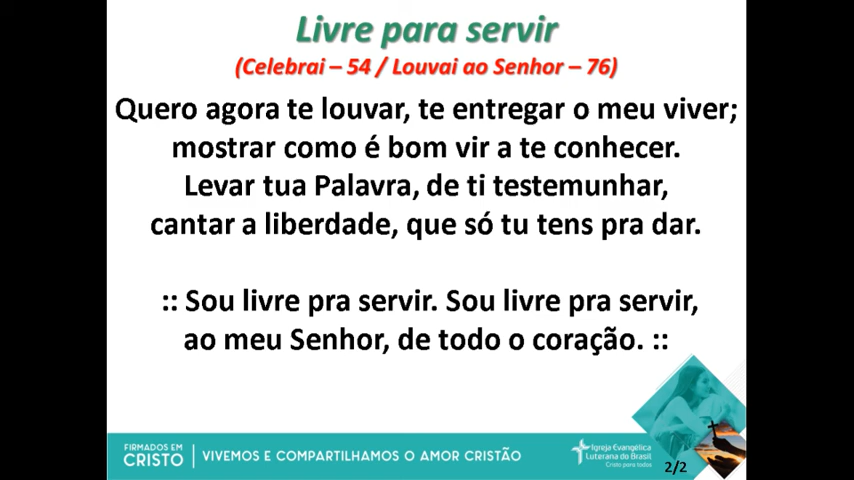 Livre para servir
(Celebrai – 54 / Louvai ao Senhor – 76)
Quero agora te louvar, te entregar o meu viver;
mostrar como é bom vir a te conhecer.
Levar tua Palavra, de ti testemunhar,
cantar a liberdade, que só tu tens pra dar.
:: Sou livre pra servir. Sou livre pra servir,
ao meu Senhor, de todo o coração. ::
FIRMADOS EM
CRISTO
VIVEMOS E COMPARTILHAMOS O AMOR CRISTÃO
Igreja Evangélica
Luterana do Brasil
Cristo para todos
2/2